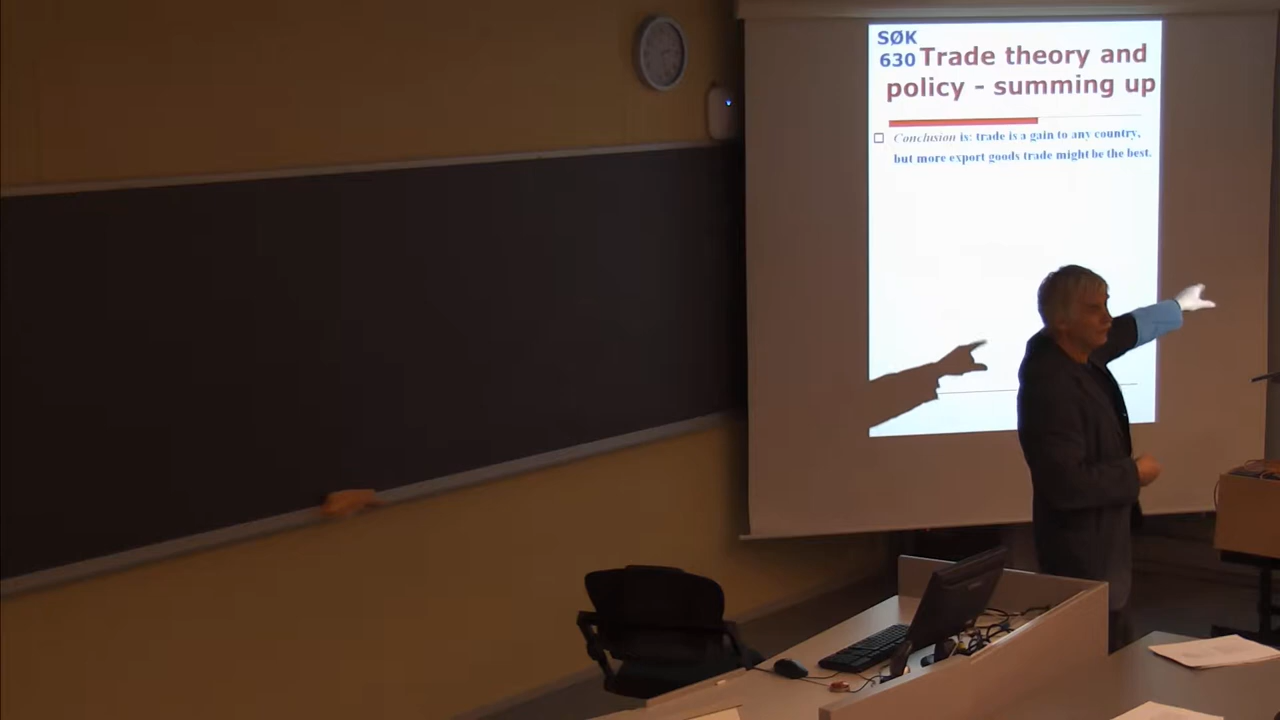 SØK
630 Trade theory and
policy - summing up
Conclusion is: trade is a gain to any country,
but more export goods trade might be the best.